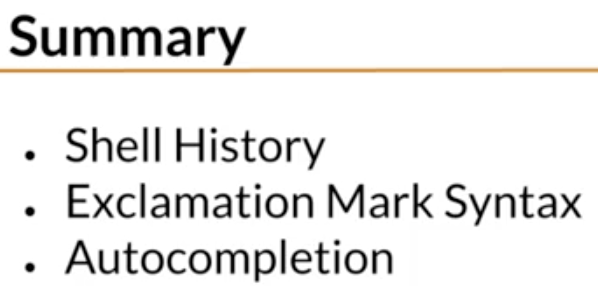 Summary
• Shell History
• Exclamation Mark Syntax
• Autocompletion